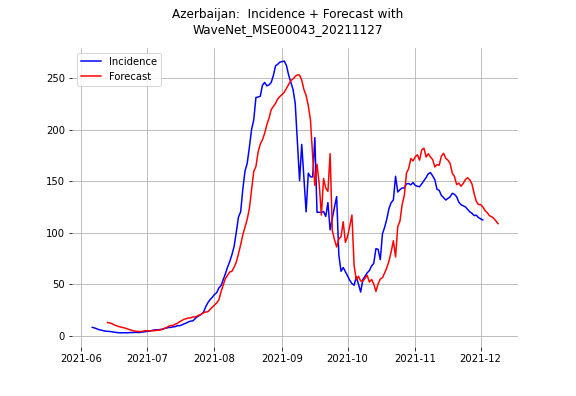 Azerbaijan:  Incidence + Forecast with
WaveNet_MSE00043_20211127
Incidence
Forecast
250
200
150
100
50
0
2021-06 2021-07 2021-08 2021-09 2021-10 2021-11 2021-12